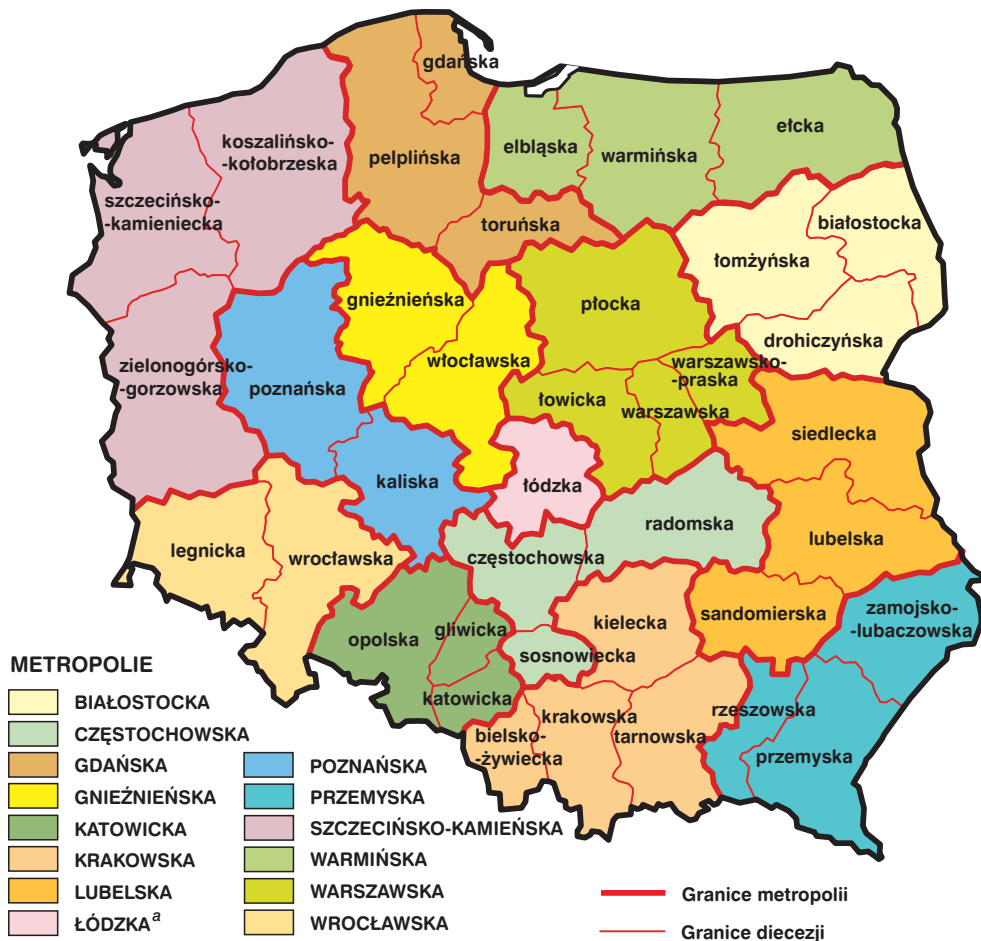 gdańska
koszalińsko-
-kołobrzeska
pelplińska
elbląska
warmińska
ełcka
szczecińsko-
-kamieniecka
toruńska
białostocka
łomżyńska
gnieźnieńska
płocka
drohiczyńska
włocławska
warszawsko-
-praska
zielonogórsko-
-gorzowska
poznańska
łowicka
warszawska
siedlecka
kaliska
łódzka
radomska
lubelska
legnicka
wrocławska
częstochowska
sandomierska
zamojsko-
-lubaczowska
opolska
gliwicka
kielecka
sosnowiecka
katowicka
krakowska
bielsko-
-żywiecka
tarnowska
rzeszowska
przemyska
METROPOLIE
BIAŁOSTOCKA
CZĘSTOCHOWSKA
GDAŃSKA
GNIEŹNIEŃSKA
KATOWICKA
KRAKOWSKA
LUBELSKA
ŁÓDZKA a
POZNAŃSKA
PRZEMYSKA
SZCZECIŃSKO-KAMIEŃSKA
WARMIŃSKA
WARSZAWSKA
WROCŁAWSKA
Granice metropolii
Granice diecezji